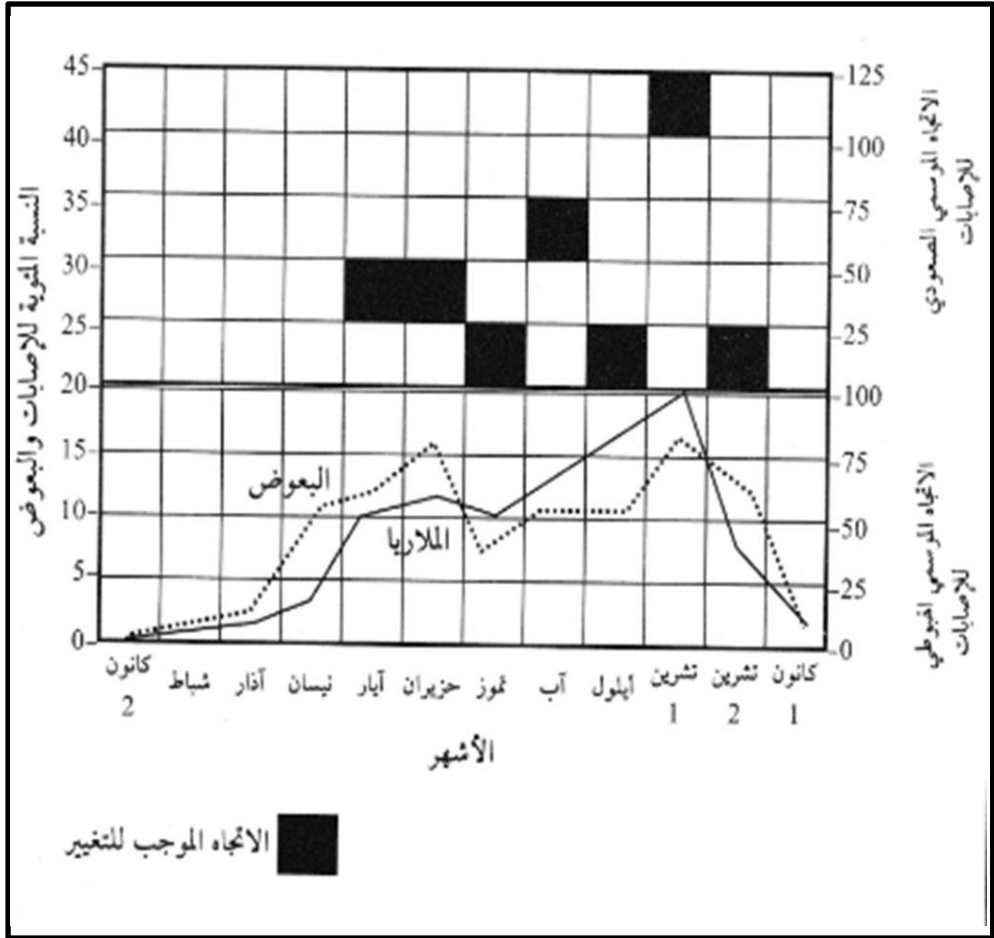 النسبة المئوية للإصابات والبعوض
45
40
35
30
25
20
15
10
5
0
125
100
75
50
25
100
75
50
25
0
الاتجاه الموسمي الصعودي
للإصابات
الاتجاه الموسمي الهبوطي
للإصابات
البعوض
الملاريا
كانون 2
شباط
آذار
نيسان
آيار
حزيران
تموز
آب
أيلول
تشرين 1
تشرين 2
كانون 1
الأشهر
الاتجاه الموجب للتغيير